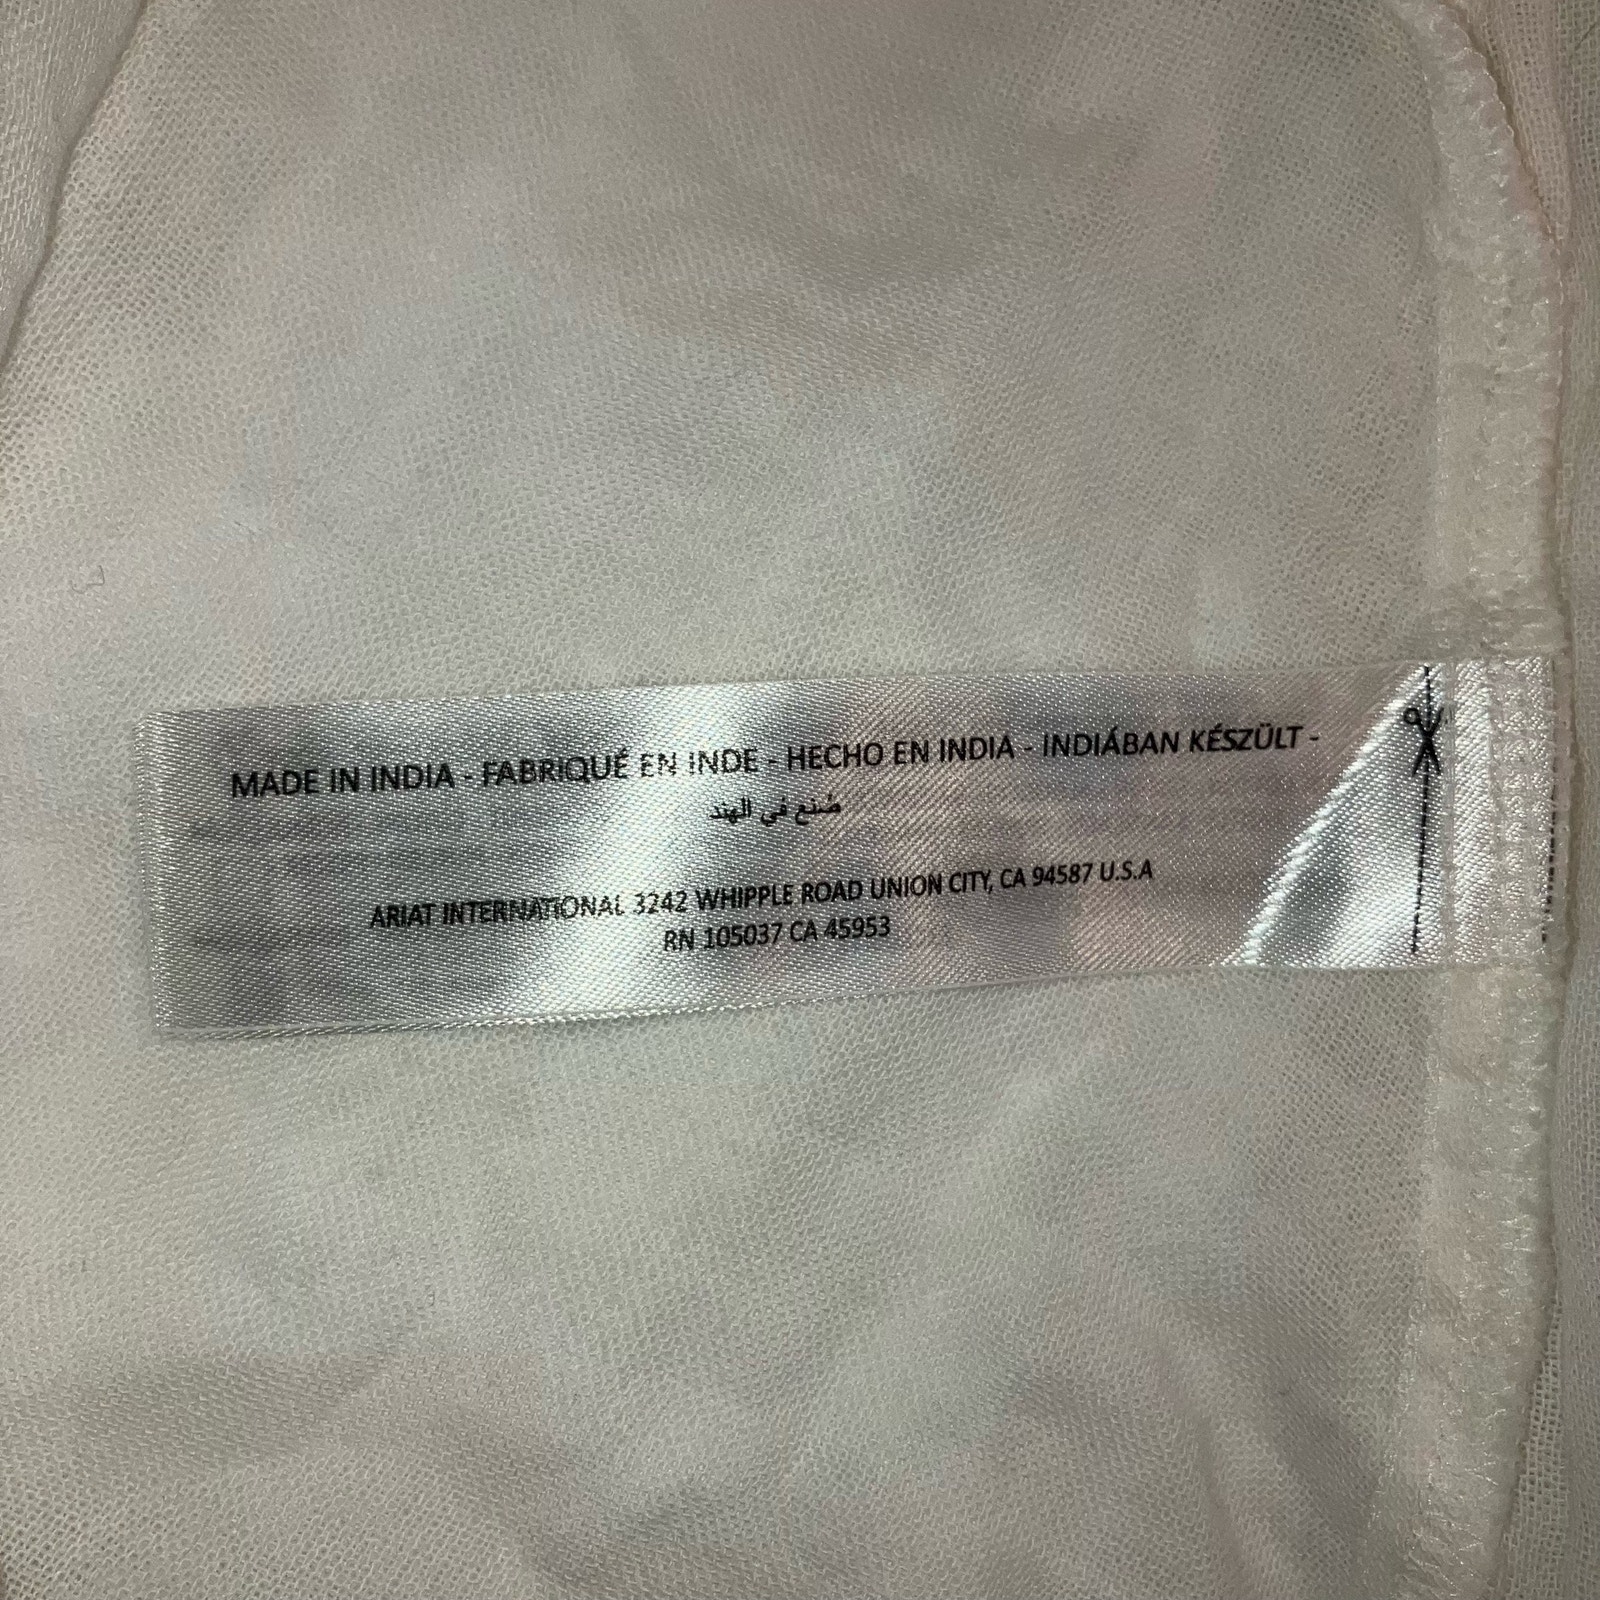 MADE IN INDIA - FABRIQUÉ EN INDE - HECHO EN INDIA - INDIÁBAN KÉSZÜLT -
صُنع في الهند
ARIAT INTERNATIONAL 3242 WHIPPLE ROAD UNION CITY, CA 94587 U.S.A
RN 105037 CA 45953